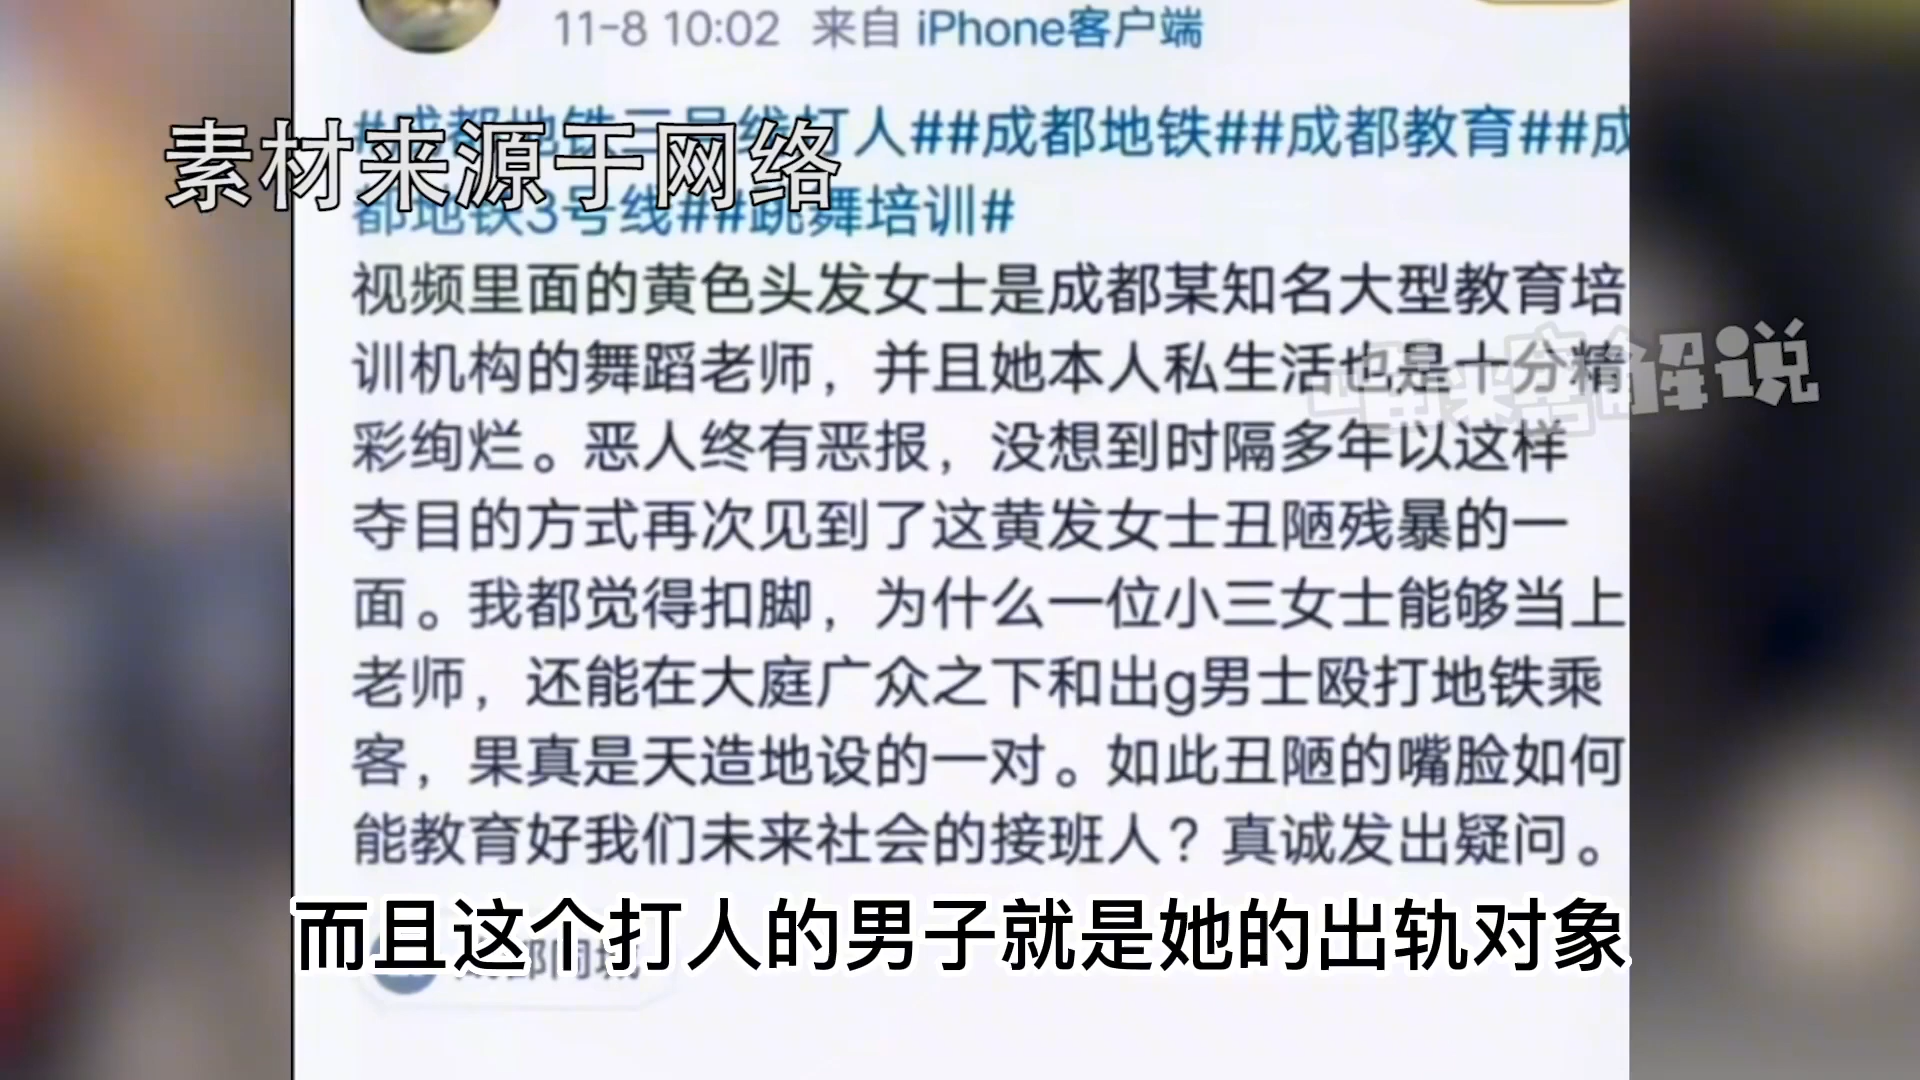 11-8 10:02 来自 iPhone客户端
#成都地铁三号线打人##成都地铁##成都教育##成
素材来源于网络
都地铁3号线##跳舞培训#
视频里面的黄色头发女士是成都某知名大型教育培
训机构的舞蹈老师，并且她本人私生活也是十分精
喵呜窝解说
彩绚烂。恶人终有恶报，没想到时隔多年以这样
夺目的方式再次见到了这黄发女士丑陋残暴的一
面。我都觉得扣脚，为什么一位小三女士能够当上
老师，还能在大庭广众之下和出g男士殴打地铁乘
客，果真是天造地设的一对。如此丑陋的嘴脸如何
能教育好我们未来社会的接班人？真诚发出疑问。
而且这个打人的男子就是她的出轨对象